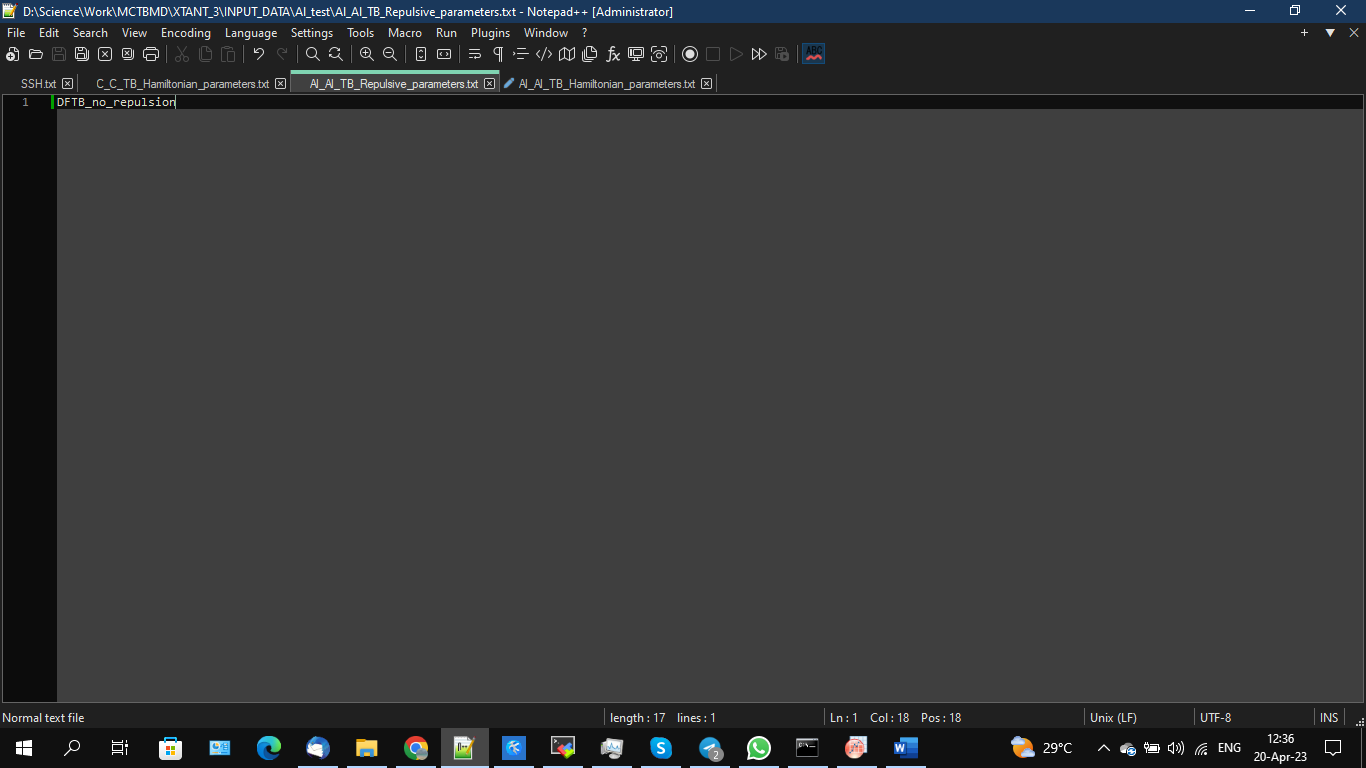 D:\Science\Work\MCTBMD\XTANT_3\INPUT_DATA\Al_test\Al_Al_TB_Repulsive_parameters.txt - Notepad++ [Administrator]
File Edit Search View Encoding Language Settings Tools Macro Run Plugins Window ?
SSH.txt C_C_TB_Hamiltonian_parameters.txt Al_Al_TB_Repulsive_parameters.txt Al_Al_TB_Hamiltonian_parameters.txt
1 DFTB_no_repulsion
Normal text file length : 17 lines : 1 Ln : 1 Col : 18 Pos : 18 Unix (LF) UTF-8 INS
29°C ENG 12:36
20-Apr-23